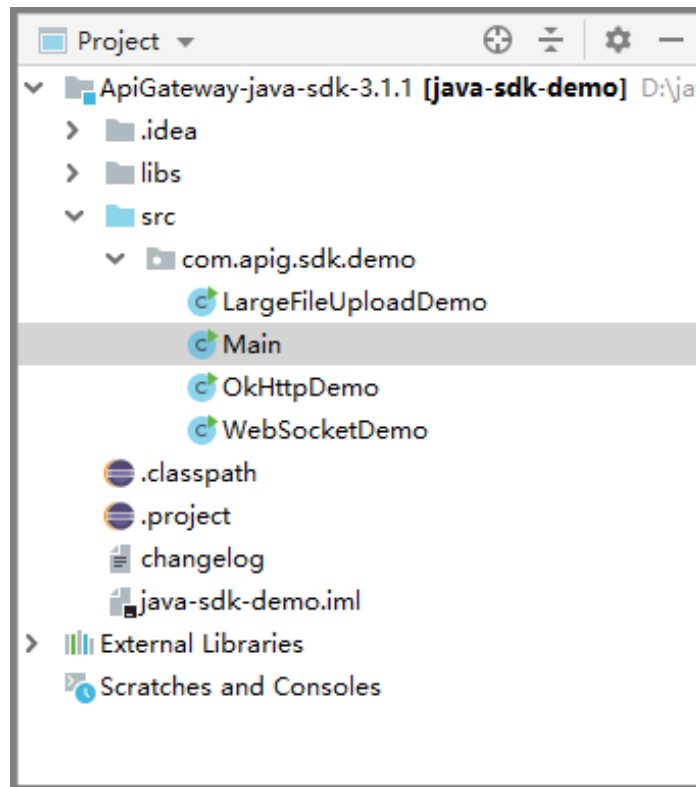 Project
ApiGateway-java-sdk-3.1.1 [java-sdk-demo] D:\ja
.idea
libs
src
com.apig.sdk.demo
LargeFileUploadDemo
Main
OkHttpDemo
WebSocketDemo
.classpath
.project
changelog
java-sdk-demo.iml
External Libraries
Scratches and Consoles